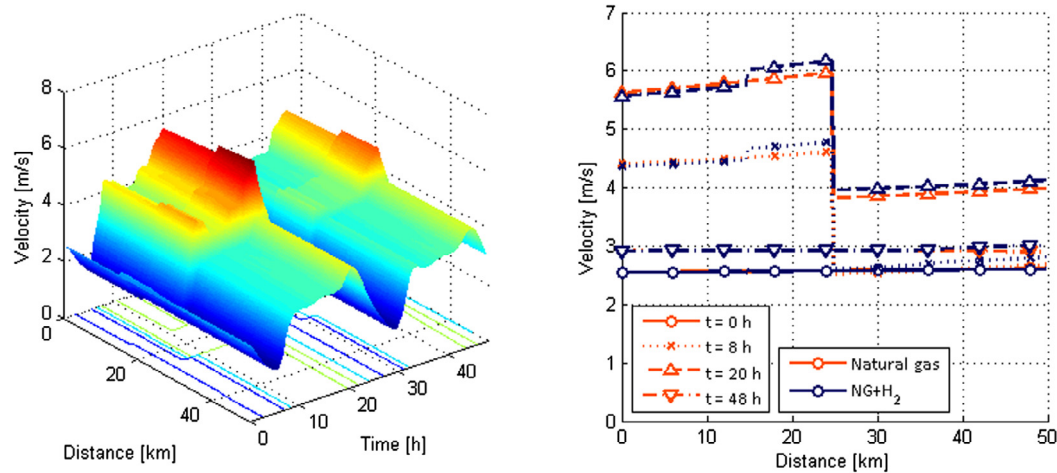 8
6
4
2
0
Velocity [m/s]
0
20
40
Distance [km]
0
10
20
30
40
Time [h]
7
6
5
4
3
2
1
0
Velocity [m/s]
t = 0 h
t = 8 h
t = 20 h
t = 48 h
Natural gas
NG+H₂
0
10
20
30
40
50
Distance [km]